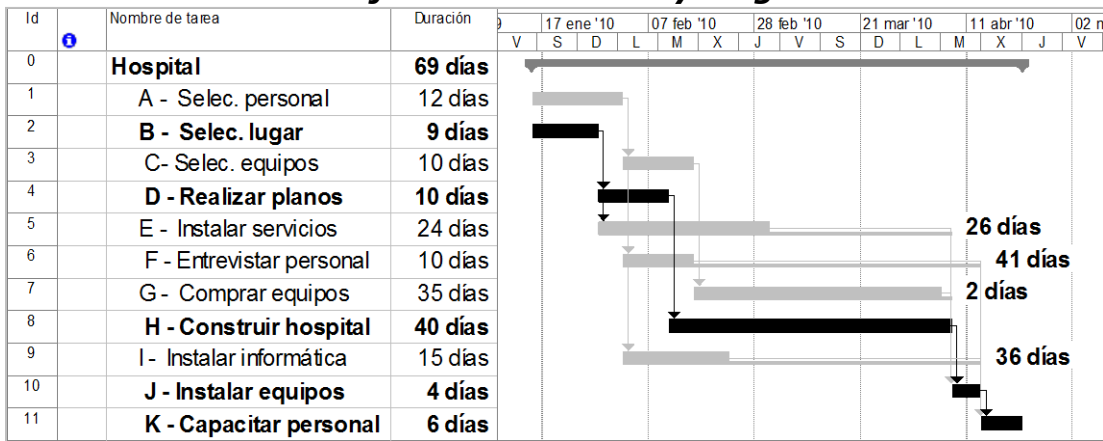 Id Nombre de tarea Duración 17 ene '10 07 feb '10 28 feb '10 21 mar '10 11 abr '10
V S D L M X J V S D L M X J V
0 Hospital 69 días
1 A - Selec. personal 12 días
2 B - Selec. lugar 9 días
3 C- Selec. equipos 10 días
4 D - Realizar planos 10 días
5 E - Instalar servicios 24 días 26 días
6 F - Entrevistar personal 10 días 41 días
7 G - Comprar equipos 35 días 2 días
8 H - Construir hospital 40 días
9 I - Instalar informática 15 días 36 días
10 J - Instalar equipos 4 días
11 K - Capacitar personal 6 días